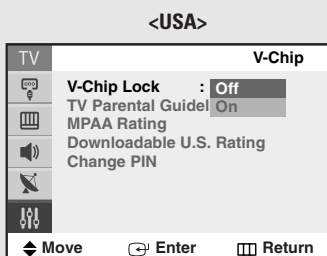 <USA>
TV V-Chip
V-Chip Lock : Off
TV Parental Guidel On
MPAA Rating
Downloadable U.S. Rating
Change PIN
Move Enter Return